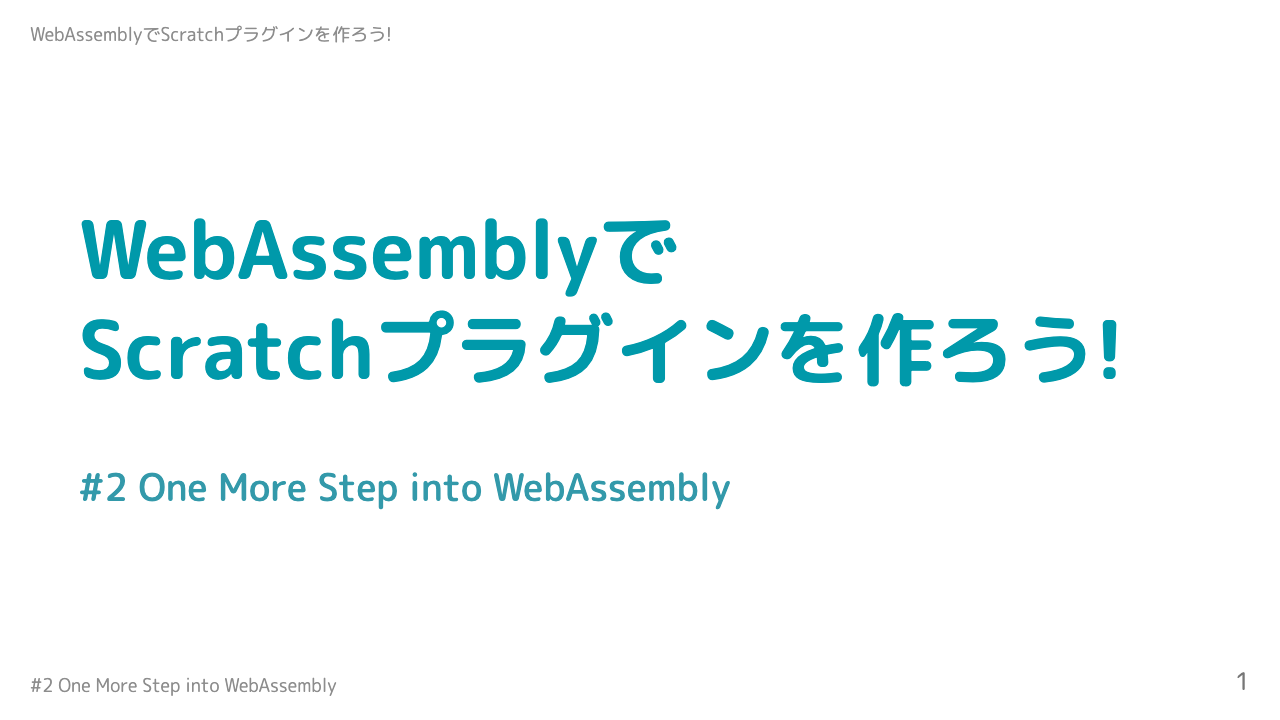 WebAssemblyでScratchプラグインを作ろう!
WebAssemblyで
Scratchプラグインを作ろう!
#2 One More Step into WebAssembly
#2 One More Step into WebAssembly
1